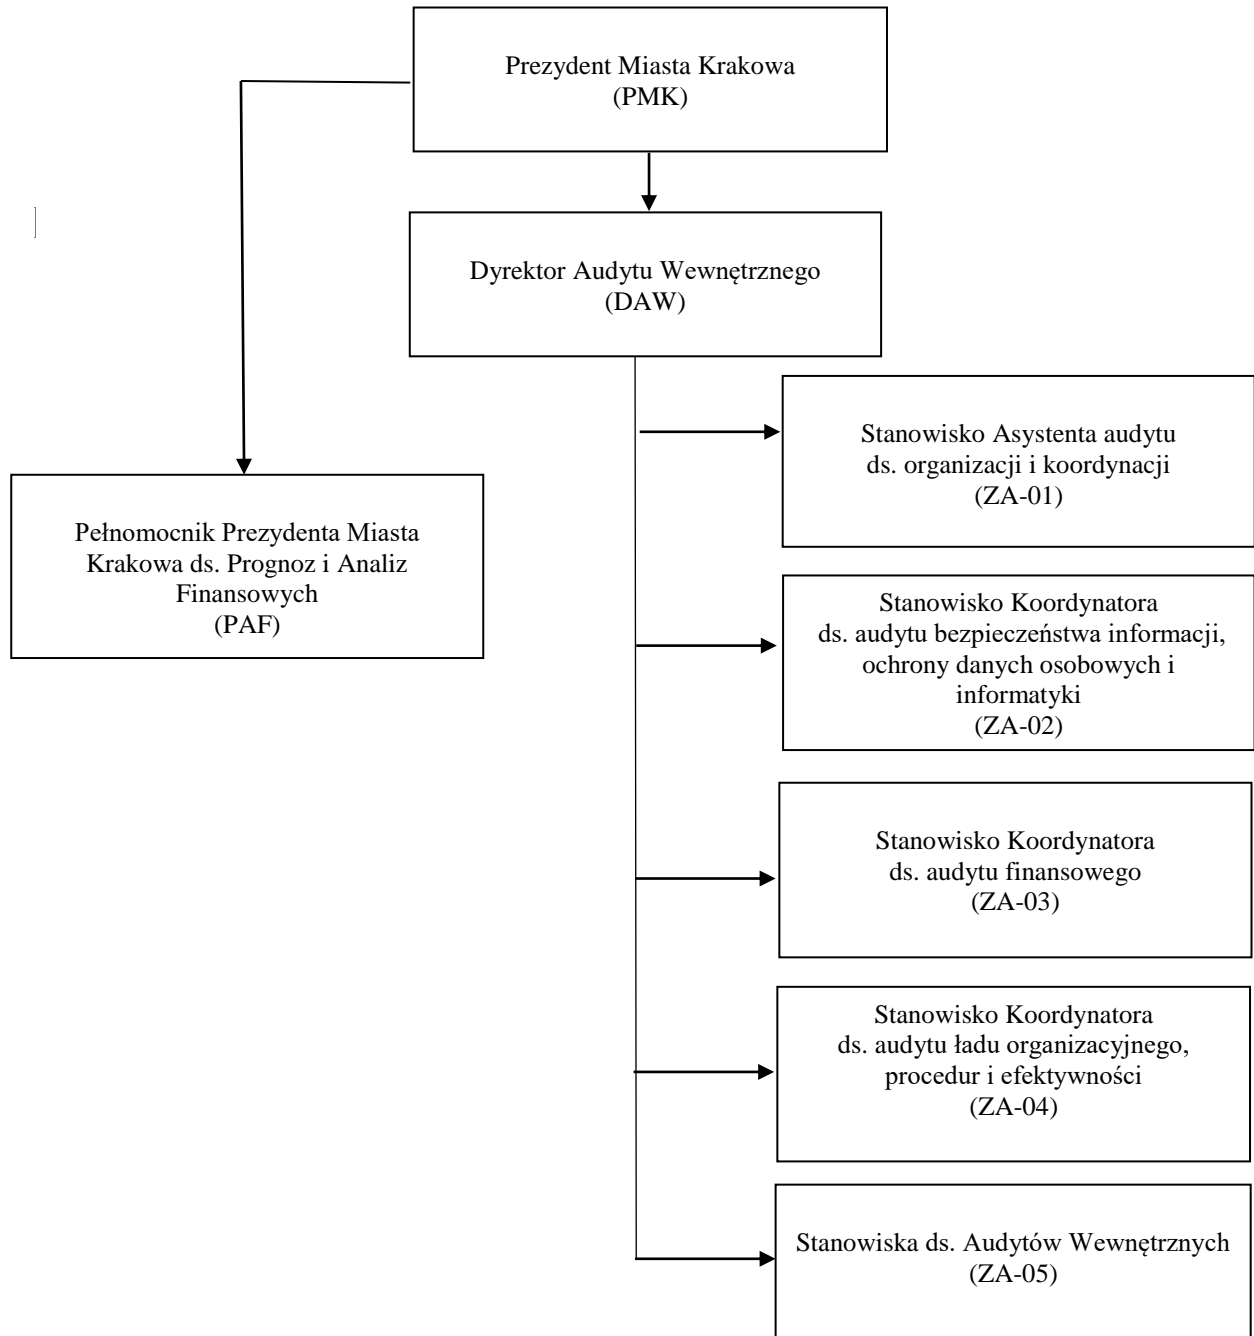 Prezydent Miasta Krakowa
(PMK)
Dyrektor Audytu Wewnętrznego
(DAW)
Stanowisko Asystenta audytu
ds. organizacji i koordynacji
(ZA-01)
Pełnomocnik Prezydenta Miasta
Krakowa ds. Prognoz i Analiz
Finansowych
(PAF)
Stanowisko Koordynatora
ds. audytu bezpieczeństwa informacji,
ochrony danych osobowych i
informatyki
(ZA-02)
Stanowisko Koordynatora
ds. audytu finansowego
(ZA-03)
Stanowisko Koordynatora
ds. audytu ładu organizacyjnego,
procedur i efektywności
(ZA-04)
Stanowiska ds. Audytów Wewnętrznych
(ZA-05)